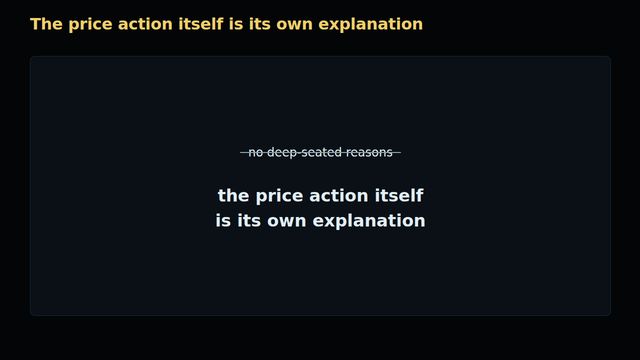 The price action itself is its own explanation
no deep-seated reasons
the price action itself
is its own explanation